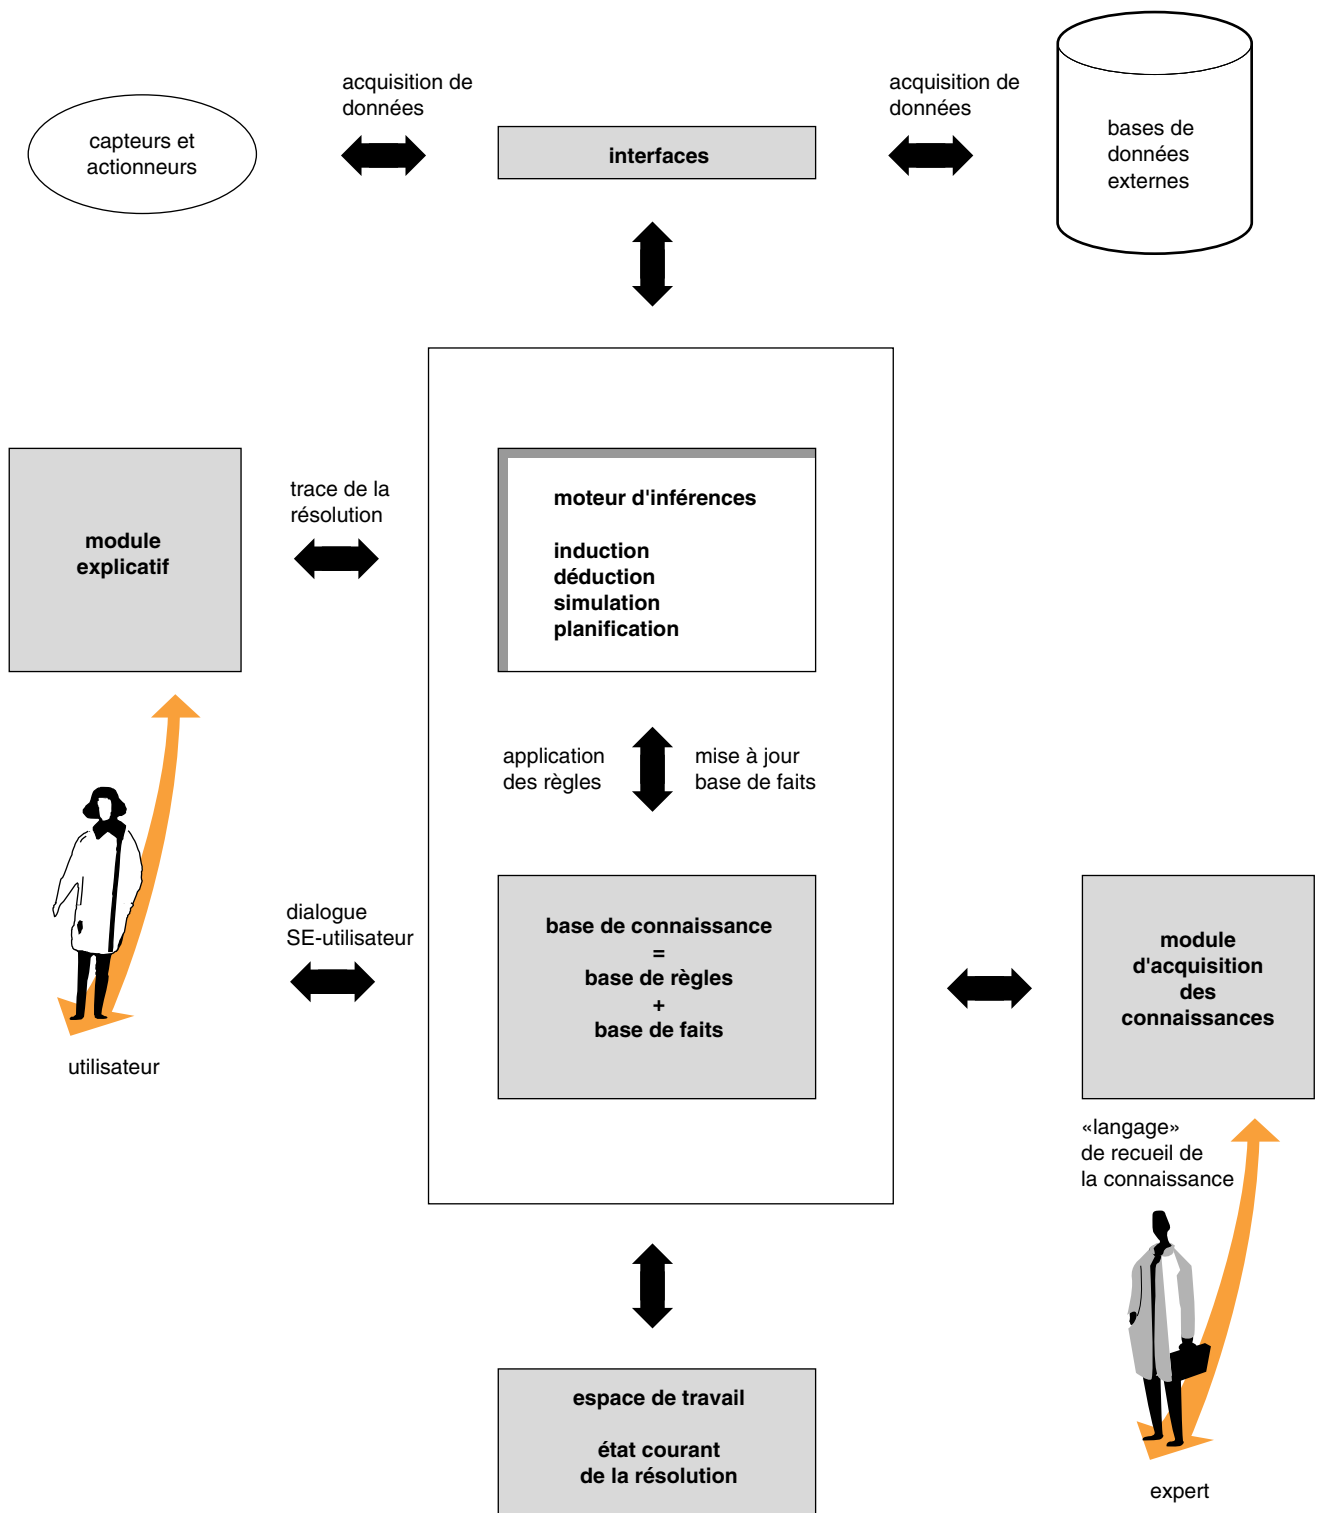 acquisition de
données
acquisition de
données
capteurs et
actionneurs
interfaces
bases de
données
externes
trace de la
résolution
module
explicatif
moteur d'inférences
induction
déduction
simulation
planification
application
des règles
mise à jour
base de faits
dialogue
SE-utilisateur
base de connaissance
=
base de règles
+
base de faits
module
d'acquisition
des
connaissances
utilisateur
«langage»
de recueil de
la connaissance
espace de travail
état courant
de la résolution
expert